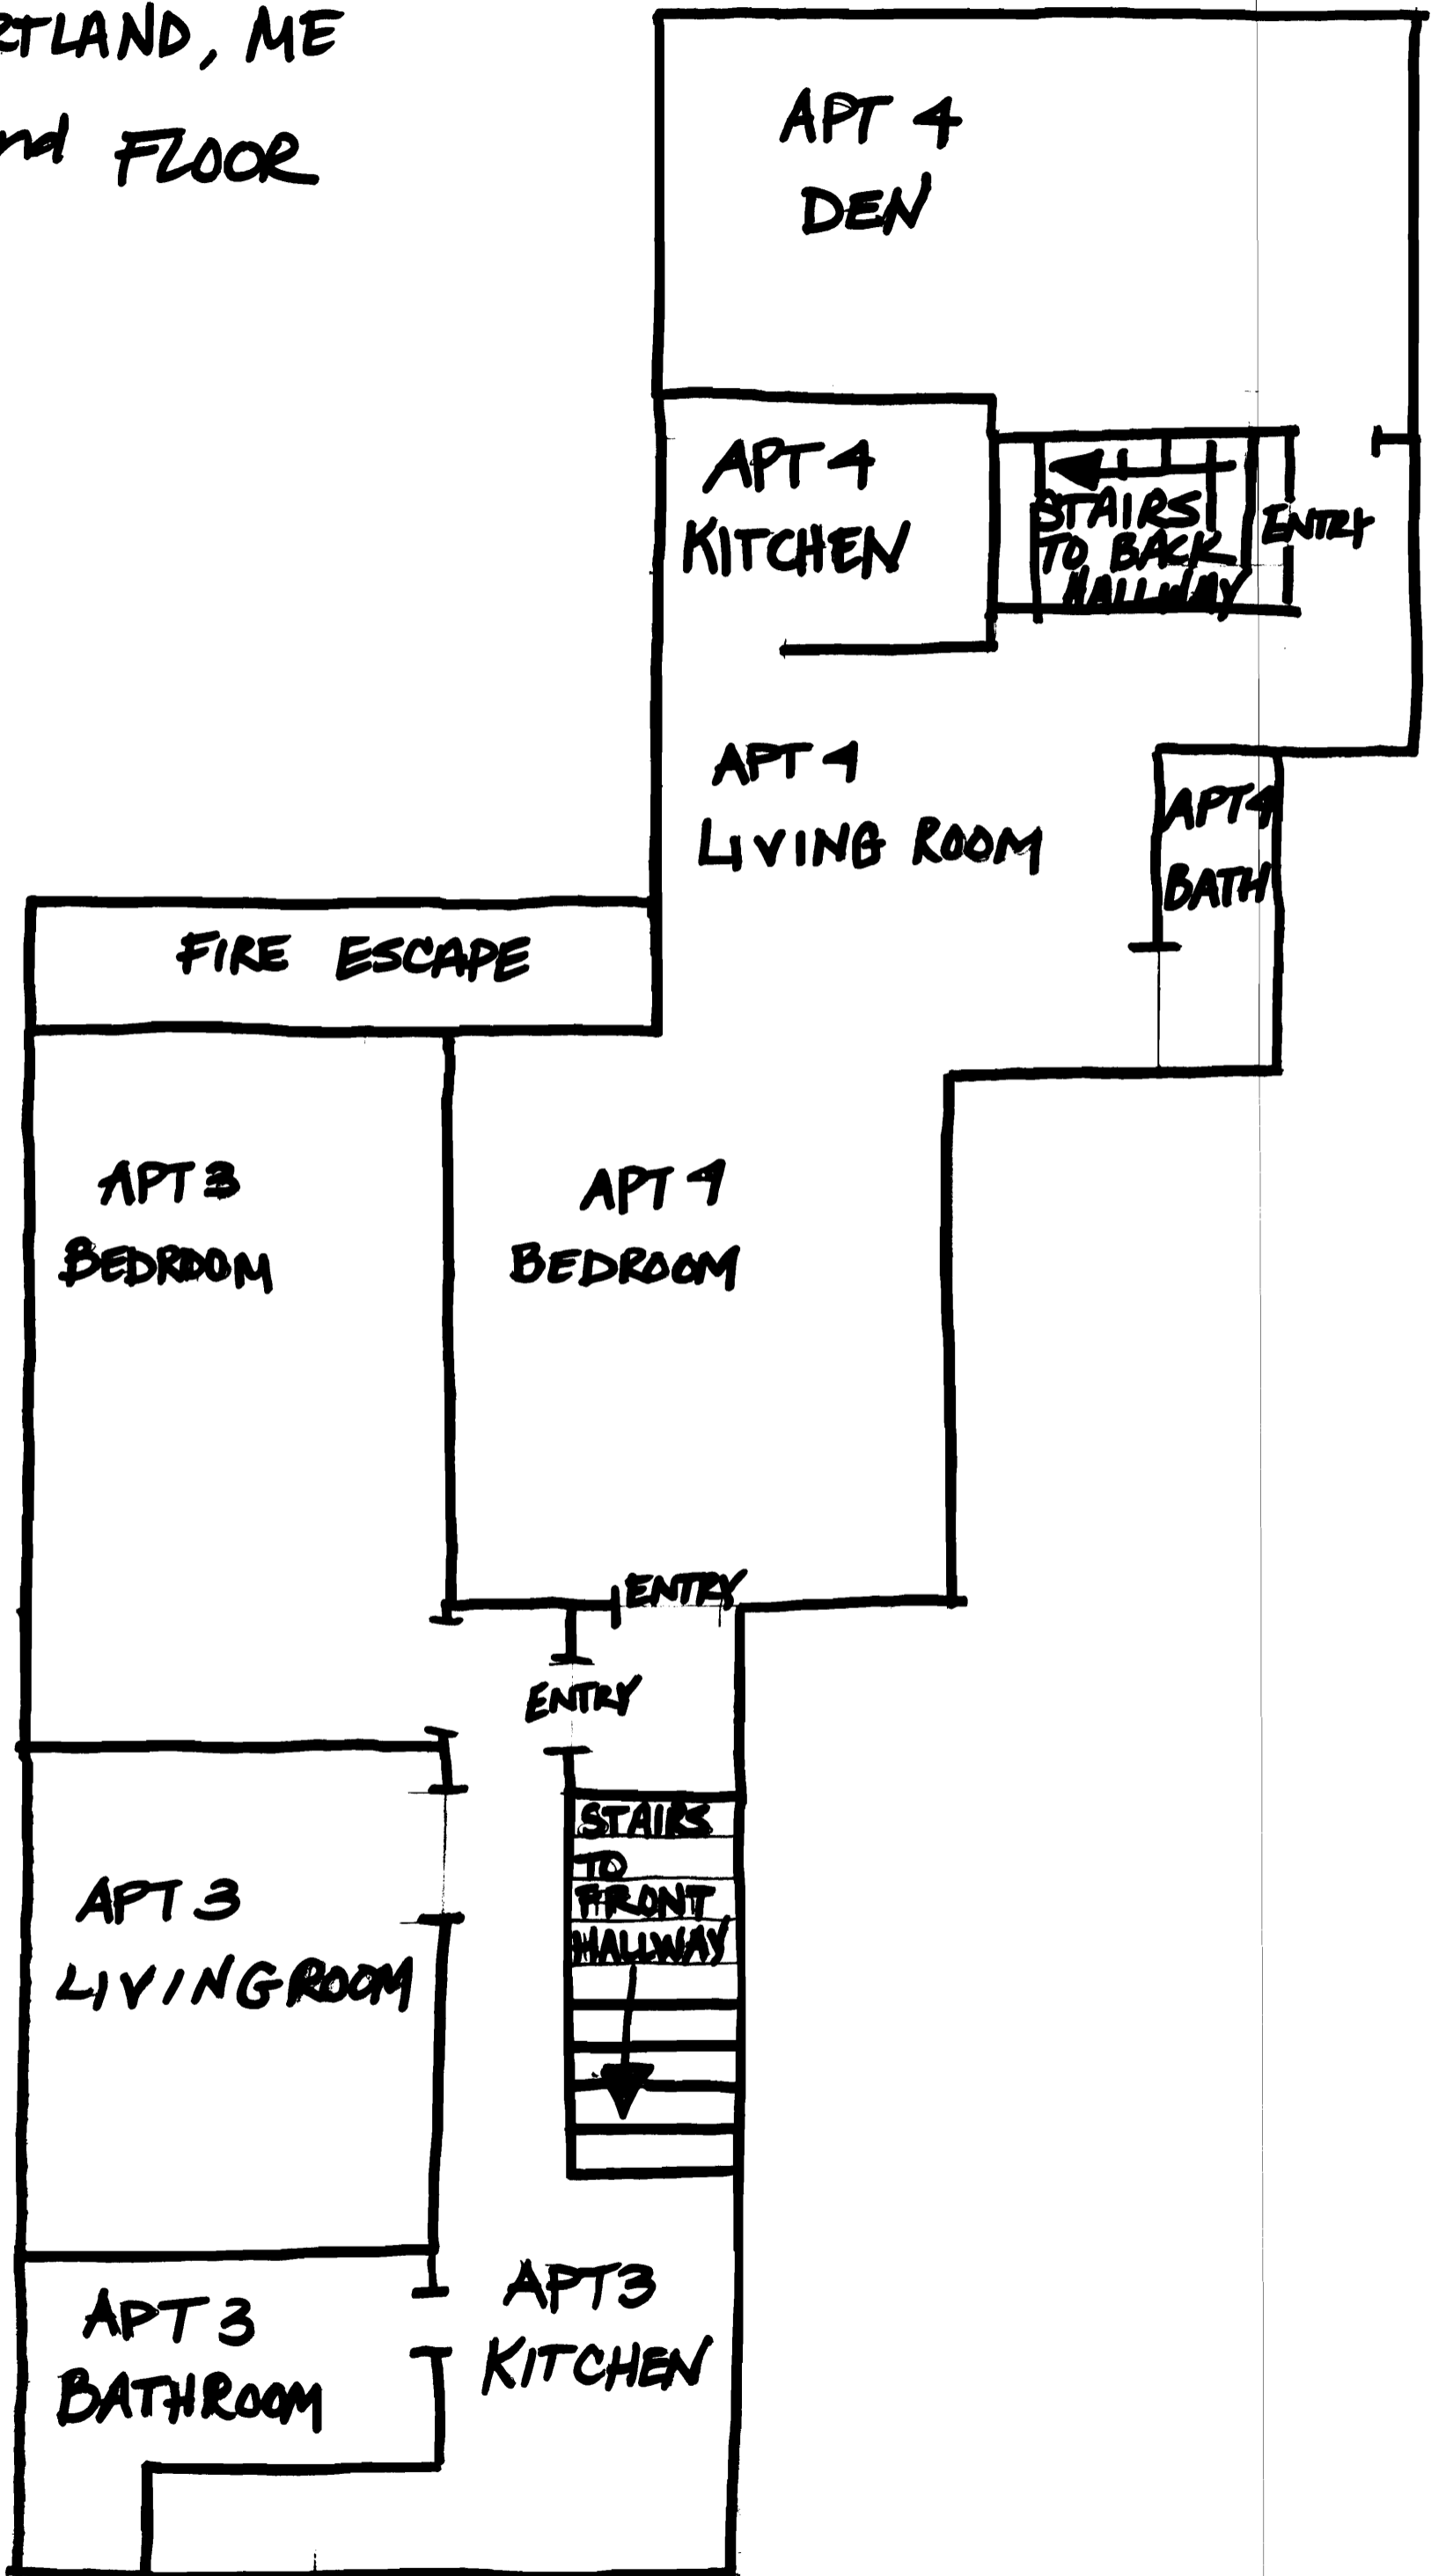 RTLAND, ME
nd FLOOR
APT 4
DEN
APT 4
KITCHEN
STAIRS
TO BACK
HALLWAY
ENTRY
APT 4
LIVING ROOM
APT 4
BATH
FIRE ESCAPE
APT 3
BEDROOM
APT 4
BEDROOM
ENTRY
ENTRY
STAIRS
TO
FRONT
HALLWAY
APT 3
LIVING ROOM
APT 3
KITCHEN
APT 3
BATHROOM